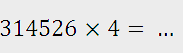 314526 × 4 = ...